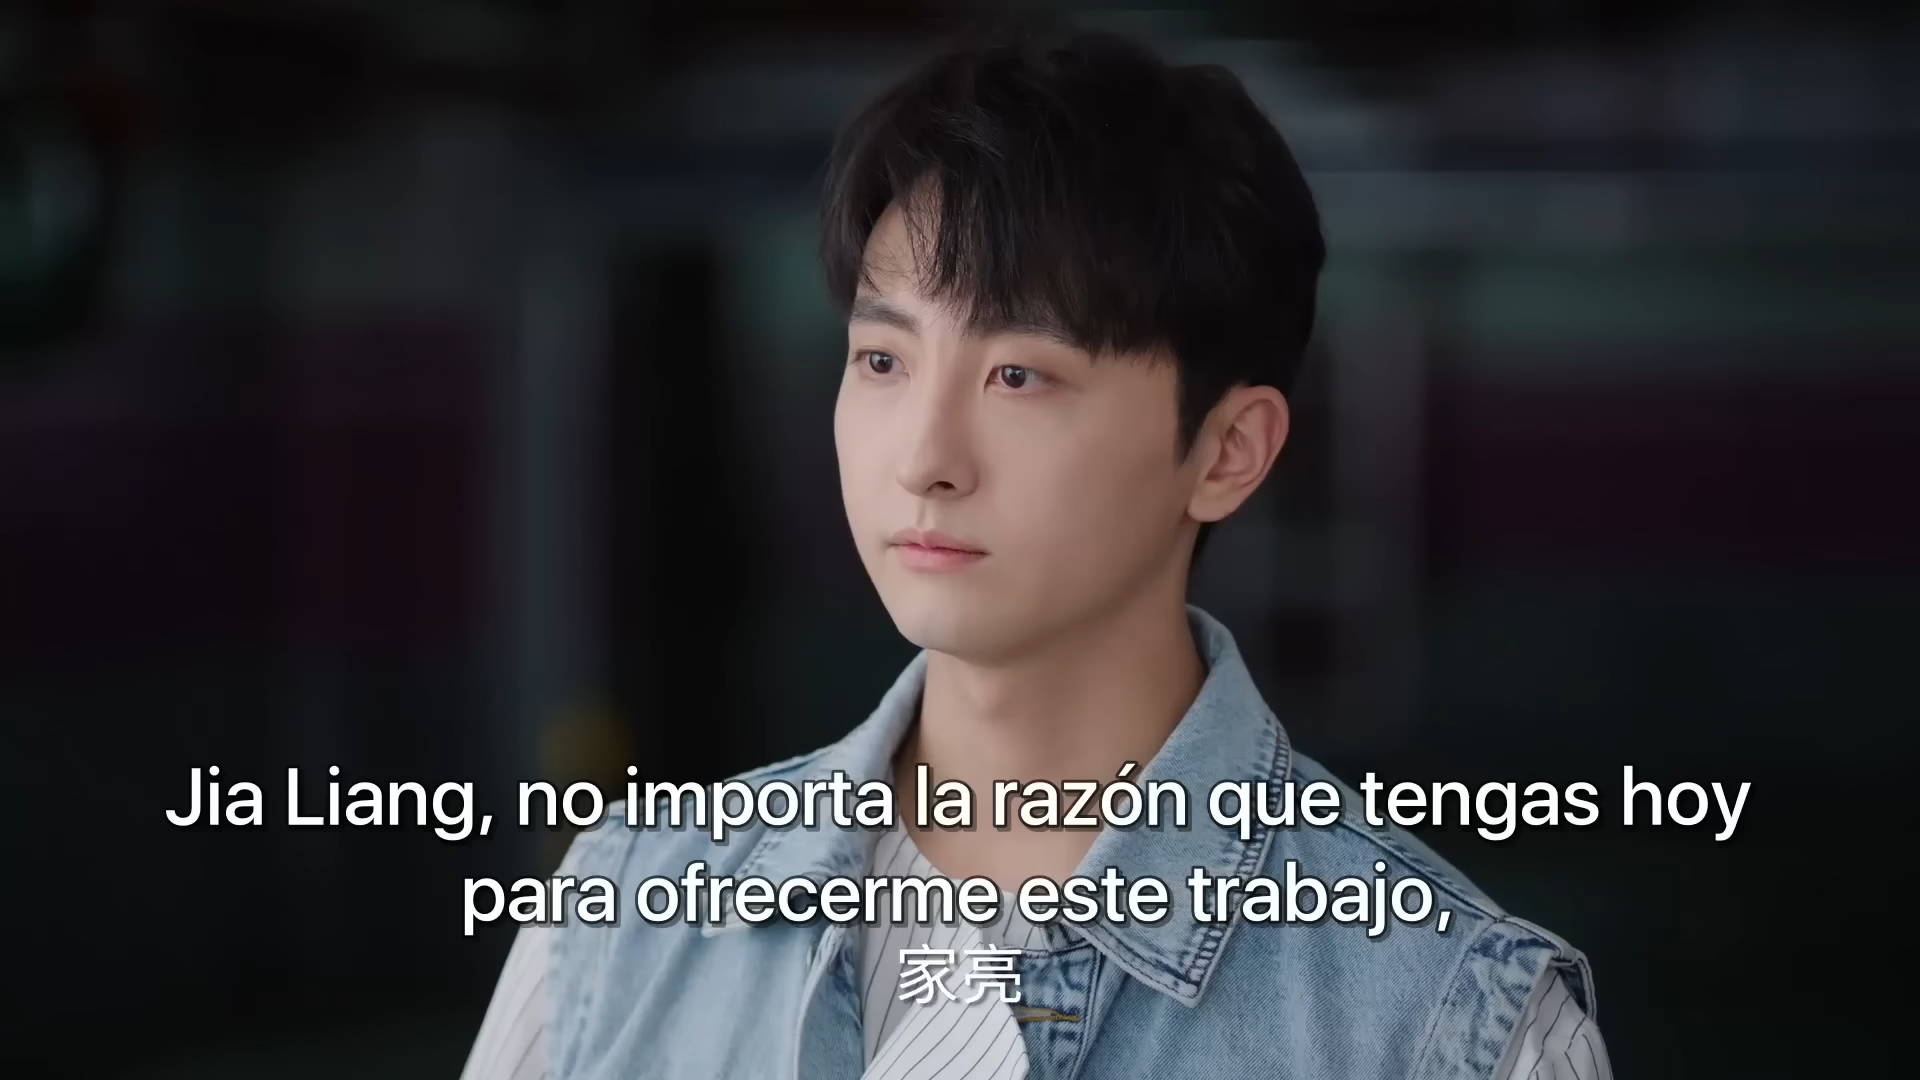 Jia Liang, no importa la razón que tengas hoy
para ofrecerme este trabajo,
家亮